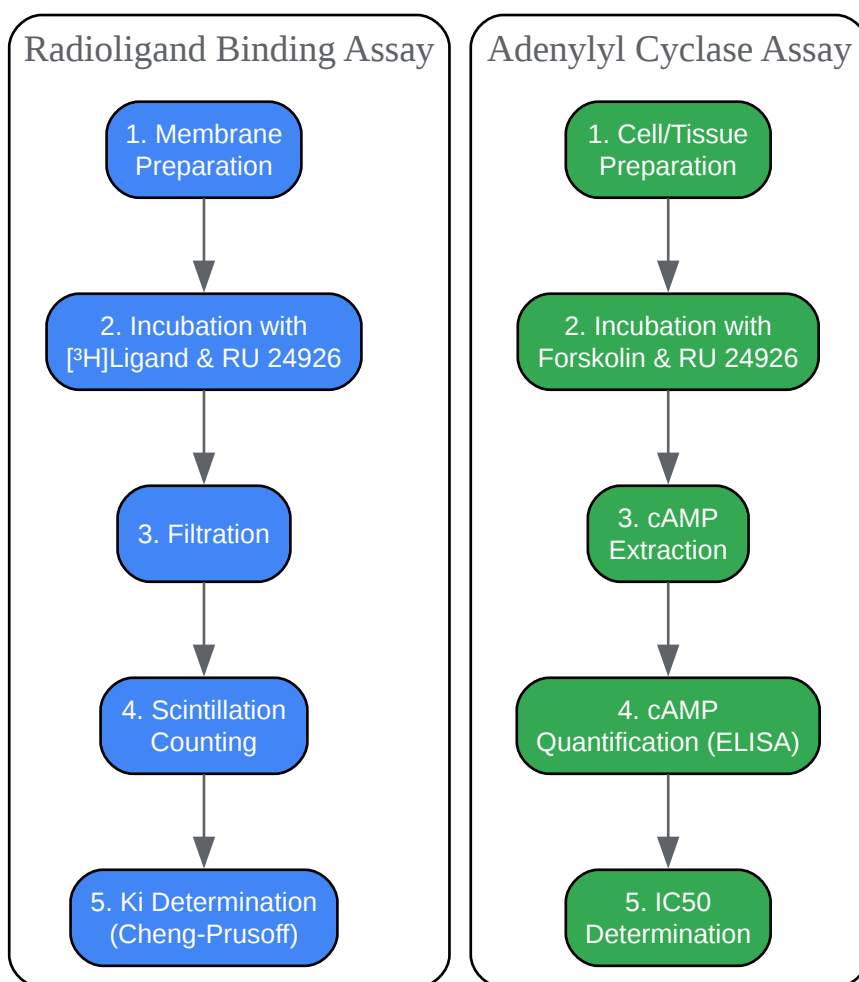 Radioligand Binding Assay
1. Membrane
Preparation
2. Incubation with
[³H]Ligand & RU 24926
3. Filtration
4. Scintillation
Counting
5. Ki Determination
(Cheng-Prusoff)
Adenylyl Cyclase Assay
1. Cell/Tissue
Preparation
2. Incubation with
Forskolin & RU 24926
3. cAMP
Extraction
4. cAMP
Quantification (ELISA)
5. IC50
Determination